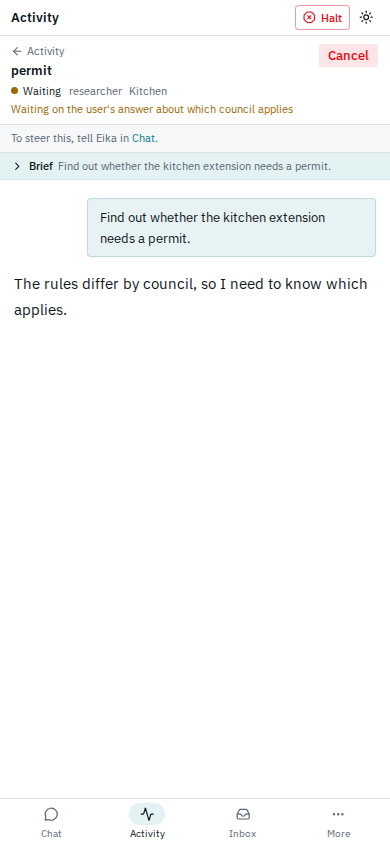 Activity
Halt
Activity
Cancel
permit
Waiting researcher Kitchen
Waiting on the user's answer about which council applies
To steer this, tell Eika in Chat.
Brief Find out whether the kitchen extension needs a permit.
Find out whether the kitchen extension
needs a permit.
The rules differ by council, so I need to know which
applies.
Chat
Activity
Inbox
More